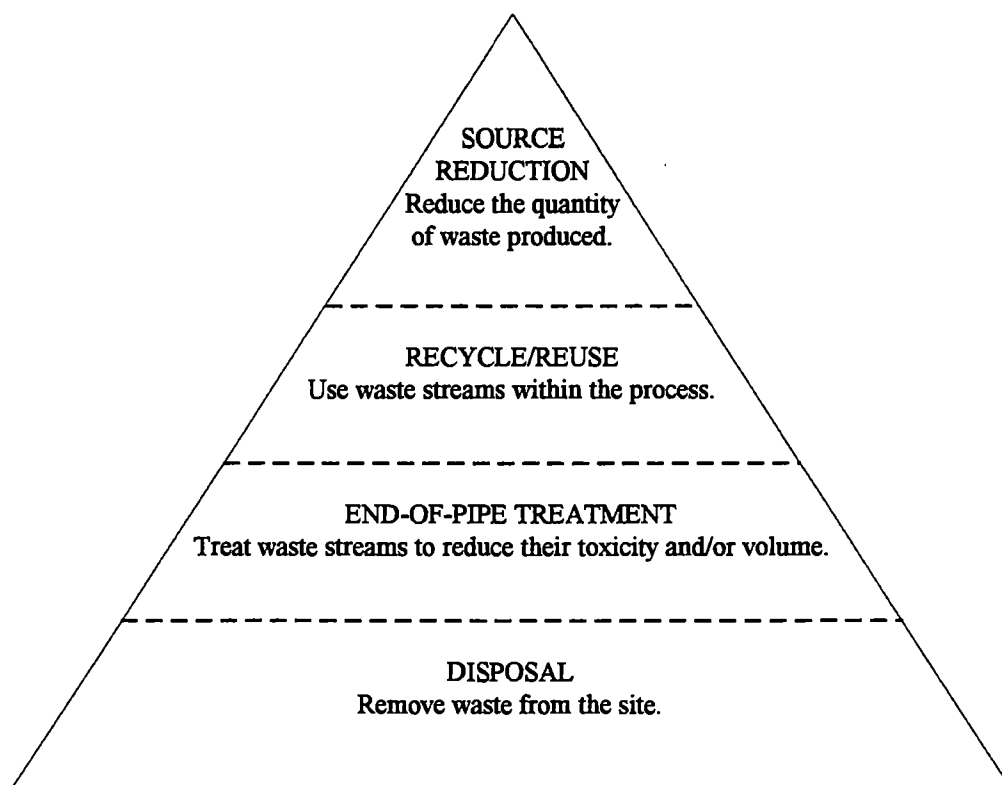 SOURCE
REDUCTION
Reduce the quantity
of waste produced.
RECYCLE/REUSE
Use waste streams within the process.
END-OF-PIPE TREATMENT
Treat waste streams to reduce their toxicity and/or volume.
DISPOSAL
Remove waste from the site.